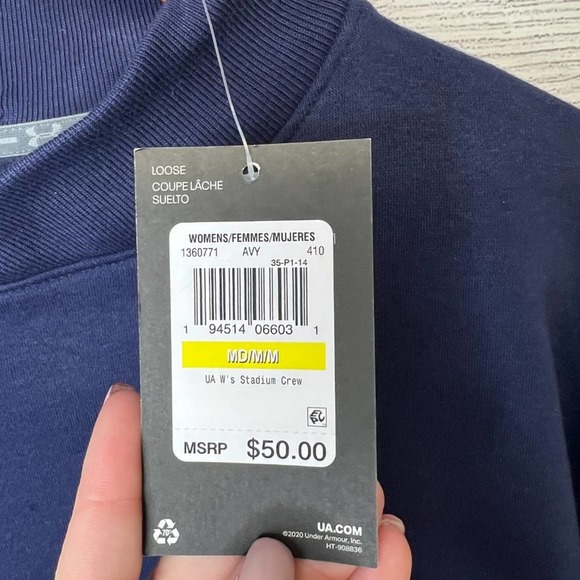 LOOSE
COUPE LÂCHE
SUELTO
WOMENS/FEMMES/MUJERES
1360771 AVY 410
35-P1-14
1 94514 06603 1
MD/M/M
UA W's Stadium Crew
MSRP $50.00
UA.COM
©2020 Under Armour, Inc.
HT-908836